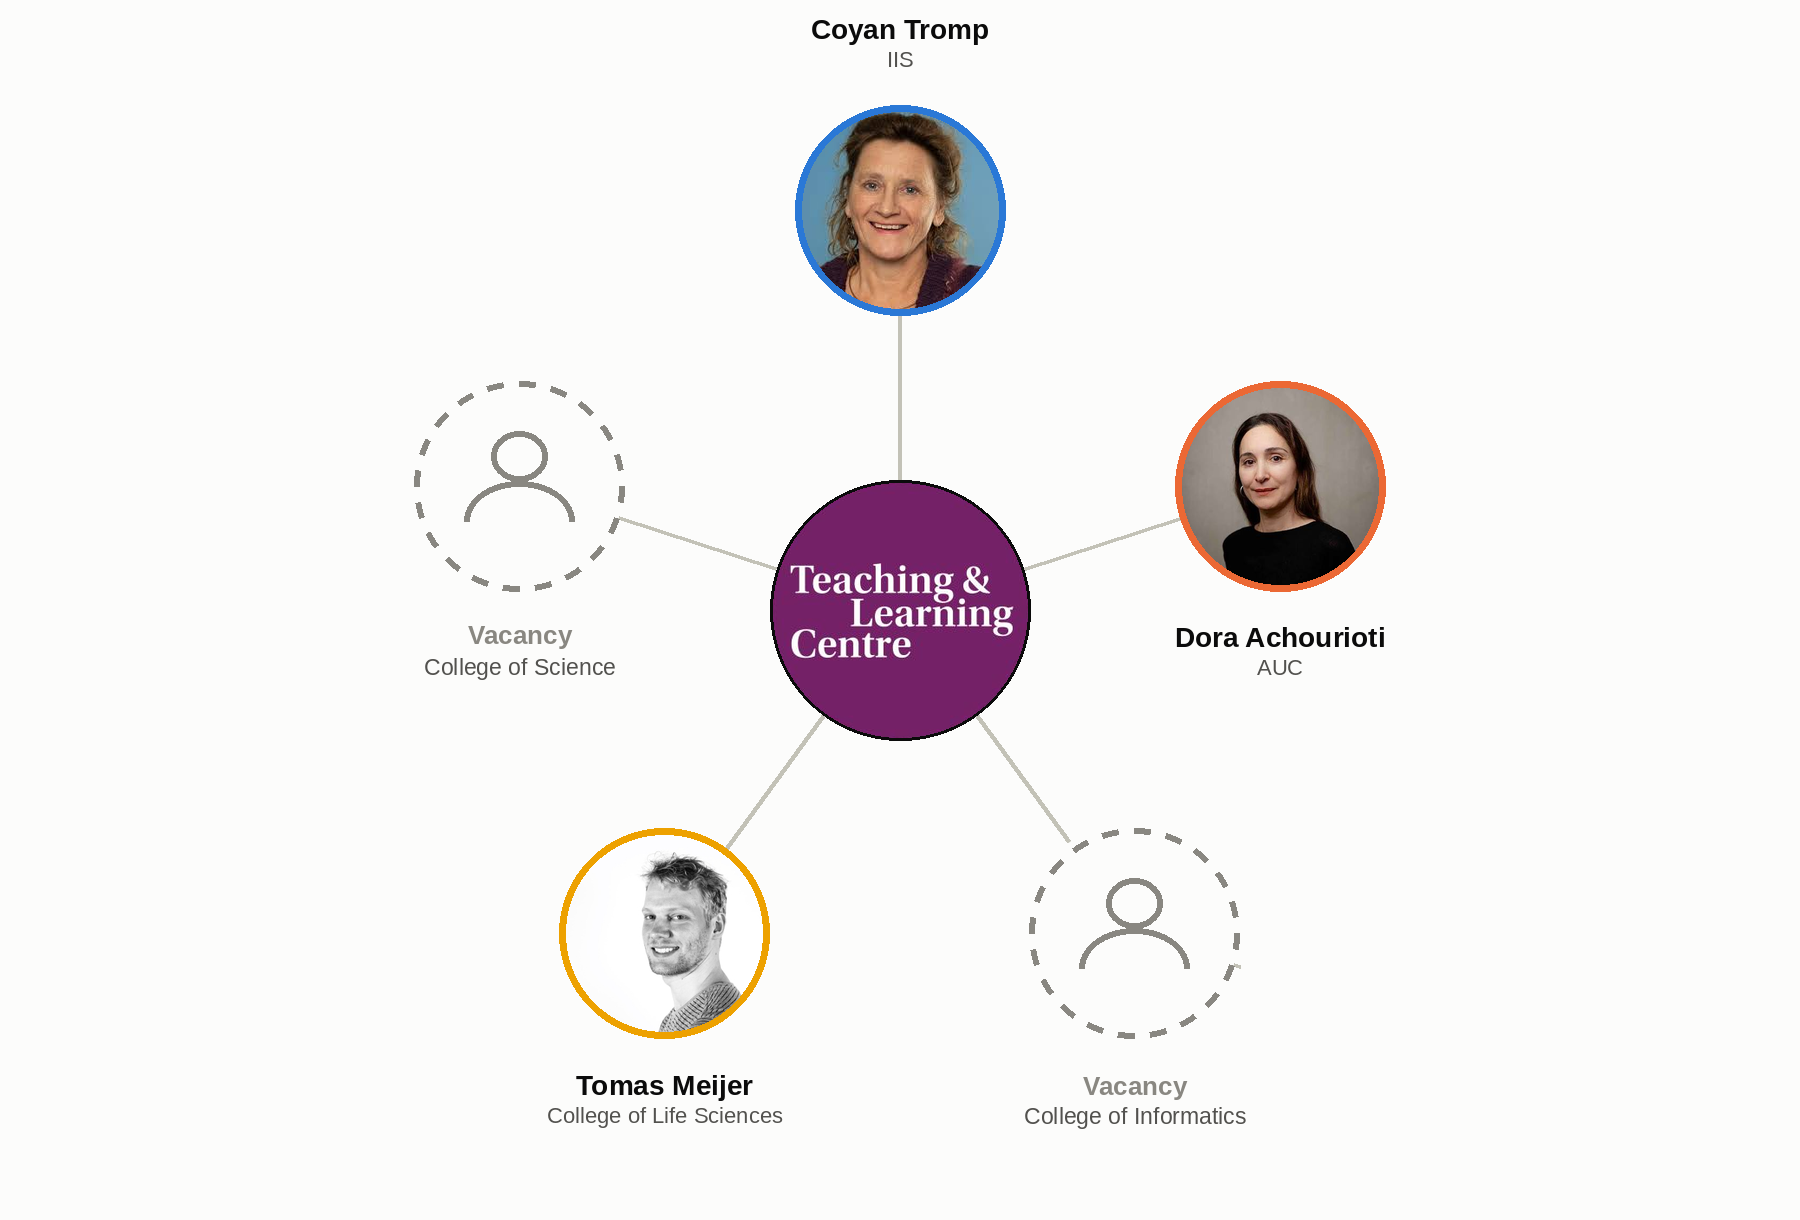 Coyan Tromp
IIS
Vacancy
College of Science
Teaching &
Learning
Centre
Dora Achourioti
AUC
Tomas Meijer
College of Life Sciences
Vacancy
College of Informatics